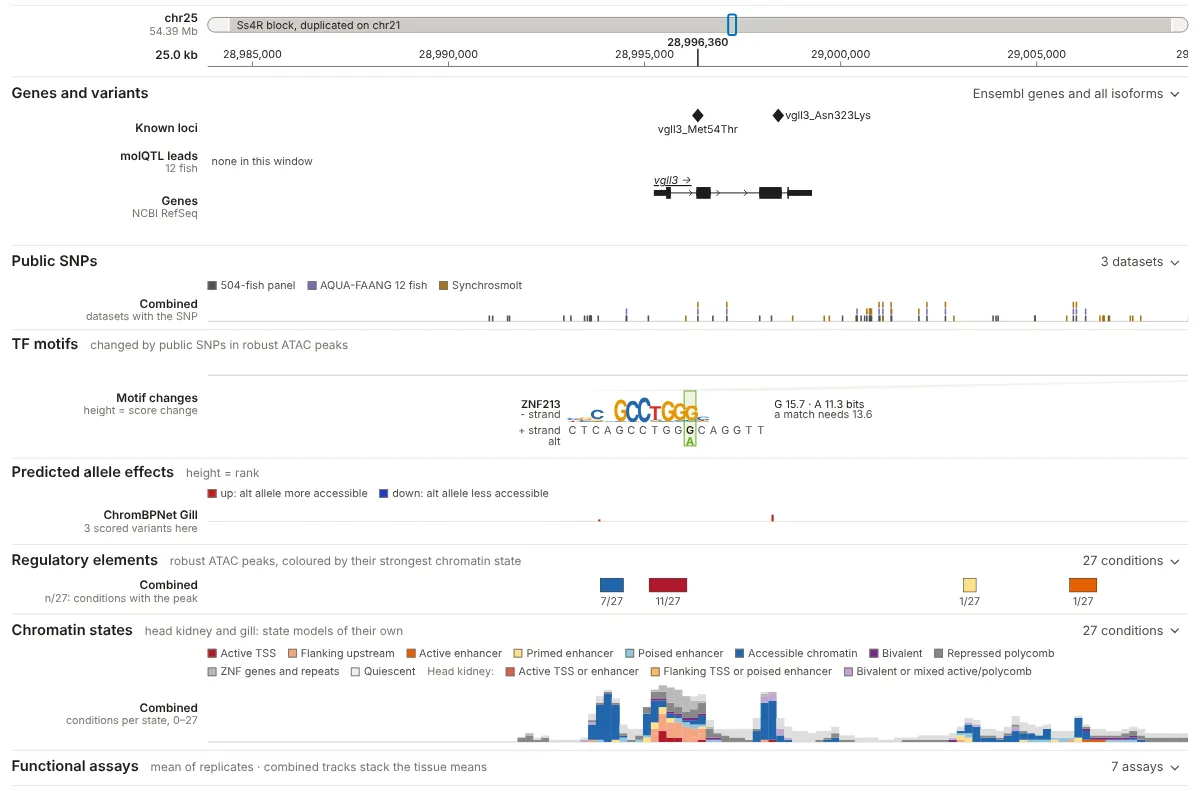 chr25
54.39 Mb
Ss4R block, duplicated on chr21
28,996,360
25.0 kb
28,985,000 28,990,000 28,995,000 29,000,000 29,005,000 29
Genes and variants
Ensembl genes and all isoforms
Known loci
vgll3_Met54Thr
vgll3_Asn323Lys
molQTL leads
12 fish
none in this window
Genes
NCBI RefSeq
vgll3 →
Public SNPs
3 datasets
504-fish panel AQUA-FAANG 12 fish Synchrosmolt
Combined
datasets with the SNP
TF motifs changed by public SNPs in robust ATAC peaks
Motif changes
height = score change
ZNF213
- strand
GCCTGGG
G 15.7 · A 11.3 bits
a match needs 13.6
+ strand C T C A G C C T G G G C A G G T T
alt A
Predicted allele effects height = rank
up: alt allele more accessible down: alt allele less accessible
ChromBPNet Gill
3 scored variants here
Regulatory elements robust ATAC peaks, coloured by their strongest chromatin state
27 conditions
Combined
n/27: conditions with the peak
7/27 11/27 1/27 1/27
Chromatin states head kidney and gill: state models of their own
27 conditions
Active TSS Flanking upstream Active enhancer Primed enhancer Poised enhancer Accessible chromatin Bivalent Repressed polycomb
ZNF genes and repeats Quiescent Head kidney: Active TSS or enhancer Flanking TSS or poised enhancer Bivalent or mixed active/polycomb
Combined
conditions per state, 0–27
Functional assays mean of replicates · combined tracks stack the tissue means
7 assays